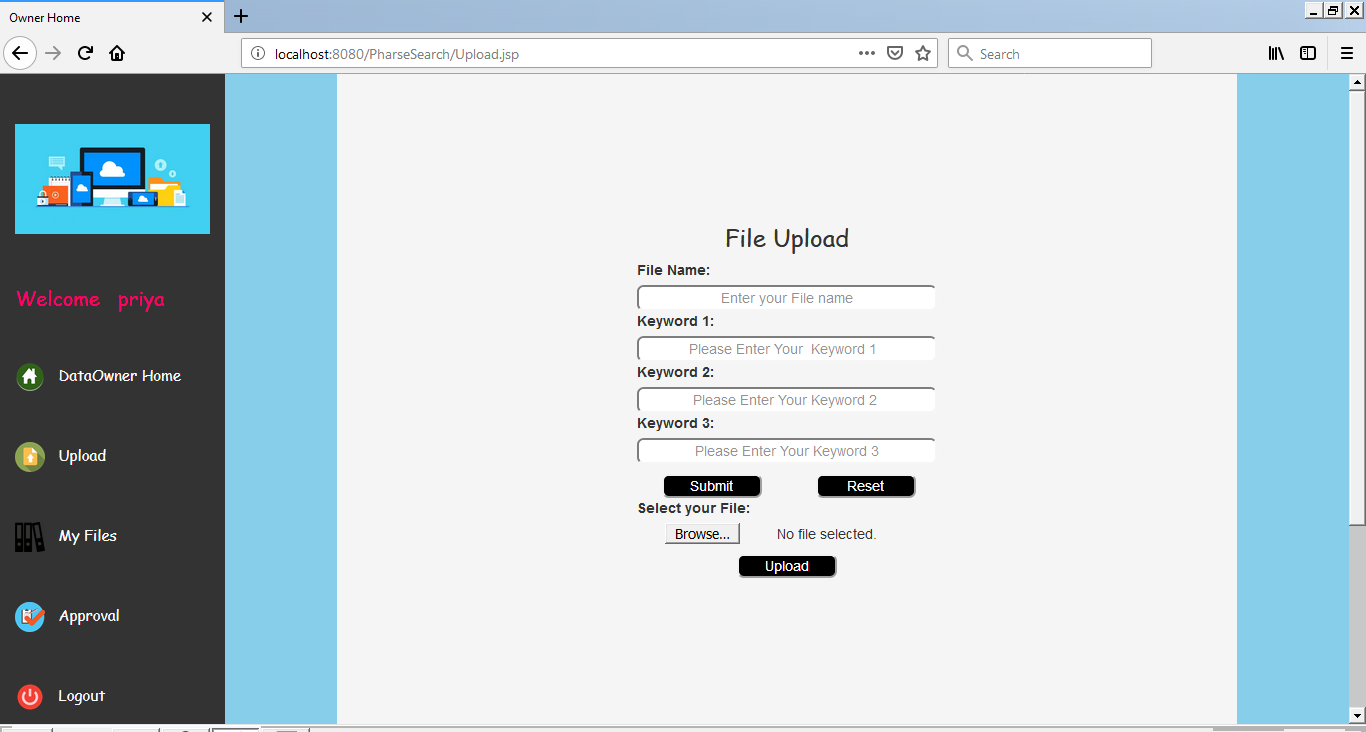 Owner Home
localhost:8080/PharseSearch/Upload.jsp
Search
Welcome priya
DataOwner Home
Upload
My Files
Approval
Logout
File Upload
File Name:
Enter your File name
Keyword 1:
Please Enter Your  Keyword 1
Keyword 2:
Please Enter Your Keyword 2
Keyword 3:
Please Enter Your Keyword 3
Submit Reset
Select your File:
Browse... No file selected.
Upload